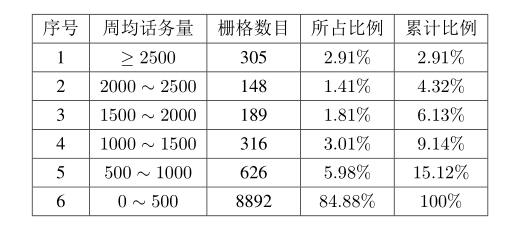 序号 周均话务量 栅格数目 所占比例 累计比例
1 ≥ 2500 305 2.91% 2.91%
2 2000 ∼ 2500 148 1.41% 4.32%
3 1500 ∼ 2000 189 1.81% 6.13%
4 1000 ∼ 1500 316 3.01% 9.14%
5 500 ∼ 1000 626 5.98% 15.12%
6 0 ∼ 500 8892 84.88% 100%